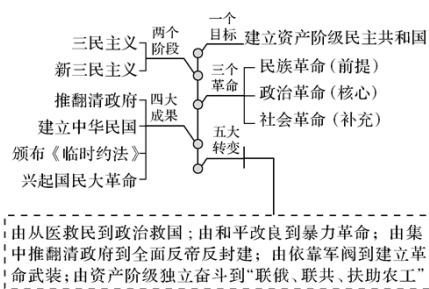 一个
目标
建立资产阶级民主共和国
两个
阶段
三民主义
新三民主义
三个
革命
民族革命(前提)
政治革命(核心)
社会革命(补充)
四大
成果
推翻清政府
建立中华民国
颁布《临时约法》
兴起国民大革命
五大
转变
由从医救民到政治救国;由和平改良到暴力革命;由集
中推翻清政府到全面反帝反封建;由依靠军阀到建立革
命武装;由资产阶级独立奋斗到“联俄、联共、扶助农工”